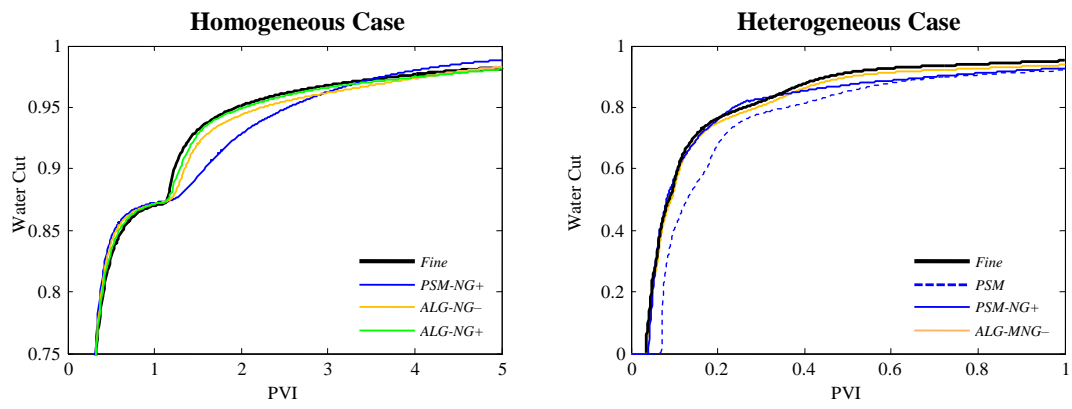 Homogeneous Case
Water Cut
1
0.95
0.9
0.85
0.8
0.75
0 1 2 3 4 5
PVI
Fine
PSM-NG+
ALG-NG–
ALG-NG+
Heterogeneous Case
Water Cut
1
0.8
0.6
0.4
0.2
0
0 0.2 0.4 0.6 0.8 1
PVI
Fine
PSM
PSM-NG+
ALG-MNG–